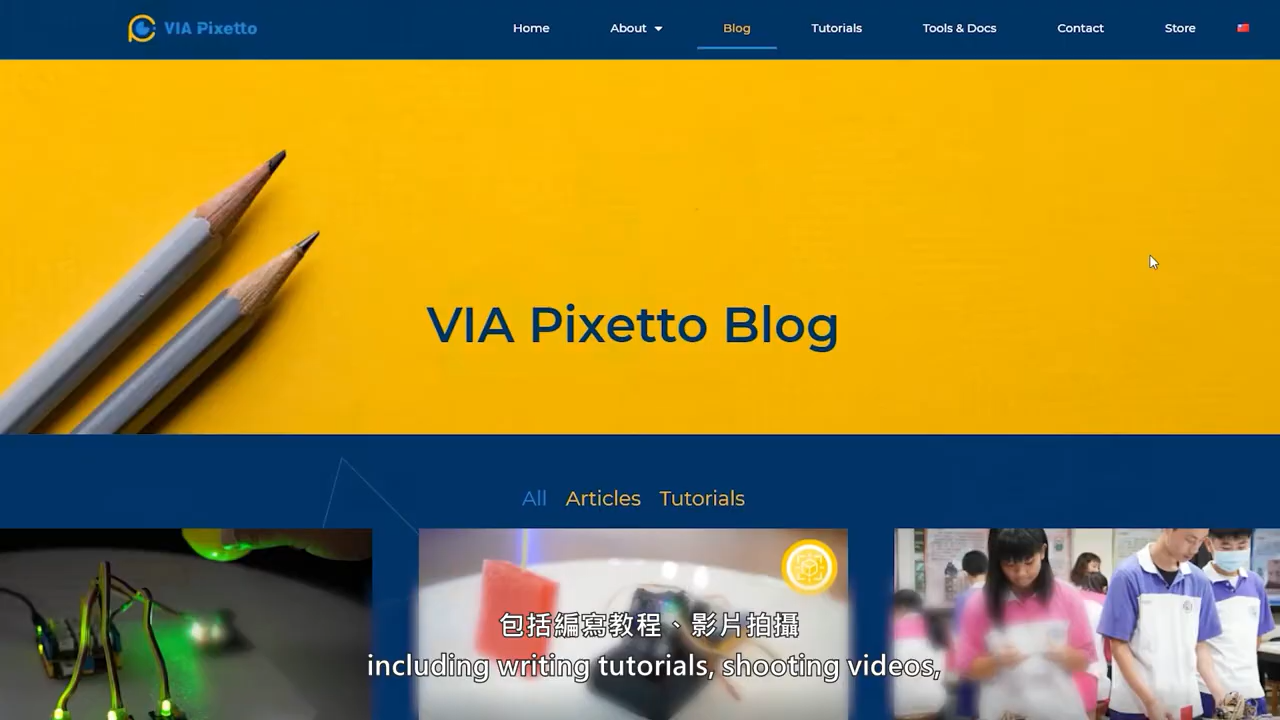 VIA Pixetto
Home
About
Blog
Tutorials
Tools & Docs
Contact
Store
VIA Pixetto Blog
All
Articles
Tutorials
包括編寫教程、影片拍攝
including writing tutorials, shooting videos,